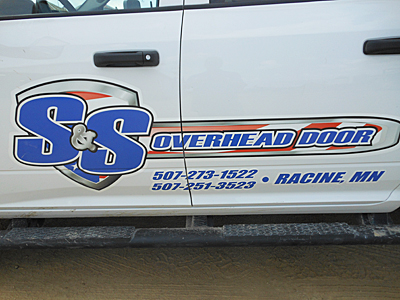 S&S OVERHEAD DOOR
507-273-1522
507-251-3523 • RACINE, MN